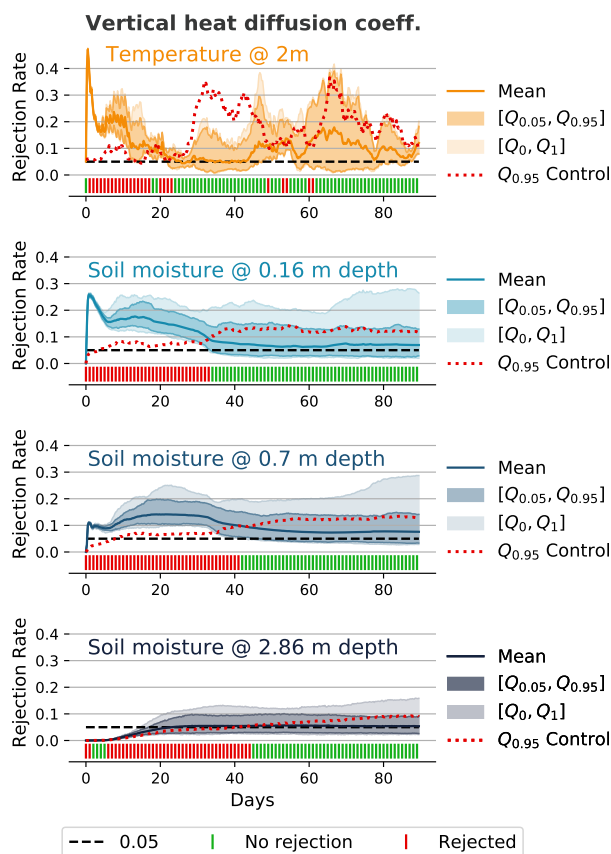 Vertical heat diffusion coeff.
Temperature @ 2m
Rejection Rate
0.4
0.3
0.2
0.1
0.0
0 20 40 60 80
Mean
[Q0.05, Q0.95]
[Q0, Q1]
Q0.95 Control
Soil moisture @ 0.16 m depth
Rejection Rate
0.4
0.3
0.2
0.1
0.0
0 20 40 60 80
Mean
[Q0.05, Q0.95]
[Q0, Q1]
Q0.95 Control
Soil moisture @ 0.7 m depth
Rejection Rate
0.4
0.3
0.2
0.1
0.0
0 20 40 60 80
Mean
[Q0.05, Q0.95]
[Q0, Q1]
Q0.95 Control
Soil moisture @ 2.86 m depth
Rejection Rate
0.4
0.3
0.2
0.1
0.0
0 20 40 60 80
Days
Mean
[Q0.05, Q0.95]
[Q0, Q1]
Q0.95 Control
0.05 No rejection Rejected